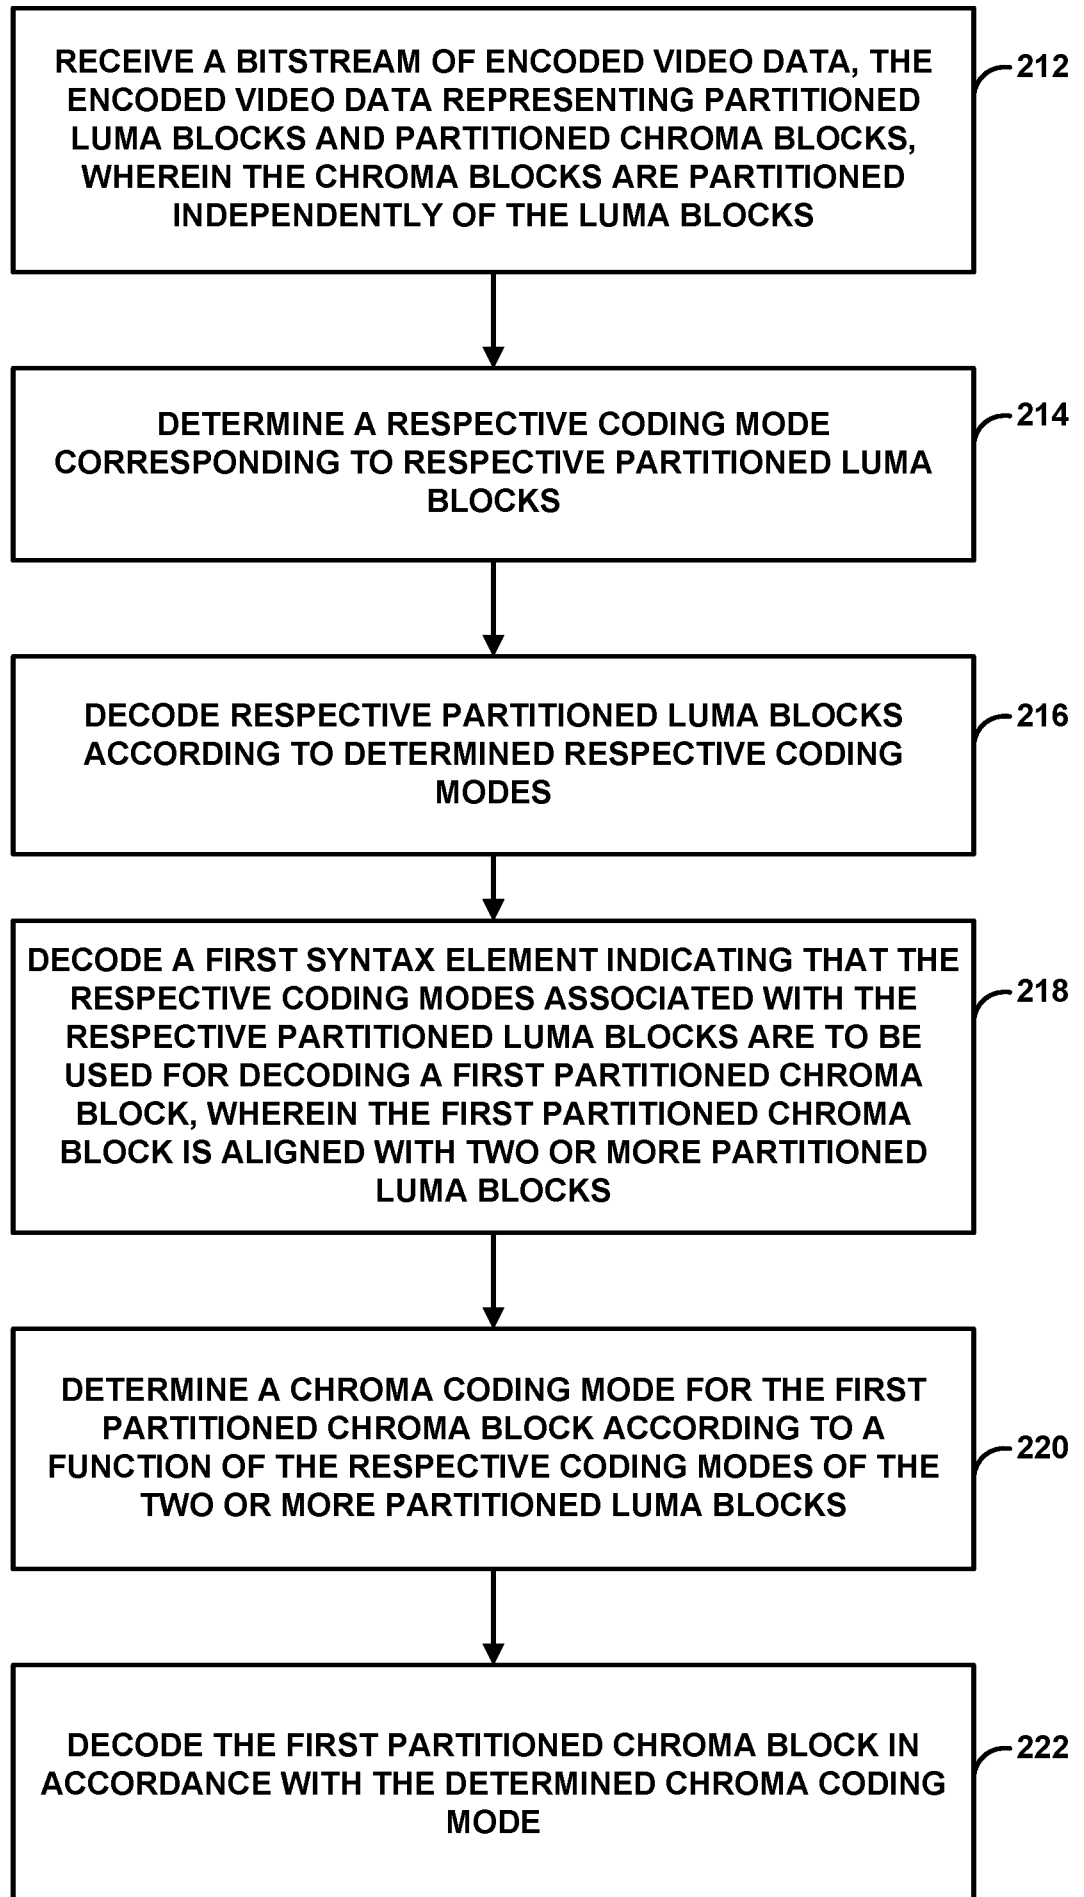 RECEIVE A BITSTREAM OF ENCODED VIDEO DATA, THE
ENCODED VIDEO DATA REPRESENTING PARTITIONED
LUMA BLOCKS AND PARTITIONED CHROMA BLOCKS,
WHEREIN THE CHROMA BLOCKS ARE PARTITIONED
INDEPENDENTLY OF THE LUMA BLOCKS
212
DETERMINE A RESPECTIVE CODING MODE
CORRESPONDING TO RESPECTIVE PARTITIONED LUMA
BLOCKS
214
DECODE RESPECTIVE PARTITIONED LUMA BLOCKS
ACCORDING TO DETERMINED RESPECTIVE CODING
MODES
216
DECODE A FIRST SYNTAX ELEMENT INDICATING THAT THE
RESPECTIVE CODING MODES ASSOCIATED WITH THE
RESPECTIVE PARTITIONED LUMA BLOCKS ARE TO BE
USED FOR DECODING A FIRST PARTITIONED CHROMA
BLOCK, WHEREIN THE FIRST PARTITIONED CHROMA
BLOCK IS ALIGNED WITH TWO OR MORE PARTITIONED
LUMA BLOCKS
218
DETERMINE A CHROMA CODING MODE FOR THE FIRST
PARTITIONED CHROMA BLOCK ACCORDING TO A
FUNCTION OF THE RESPECTIVE CODING MODES OF THE
TWO OR MORE PARTITIONED LUMA BLOCKS
220
DECODE THE FIRST PARTITIONED CHROMA BLOCK IN
ACCORDANCE WITH THE DETERMINED CHROMA CODING
MODE
222